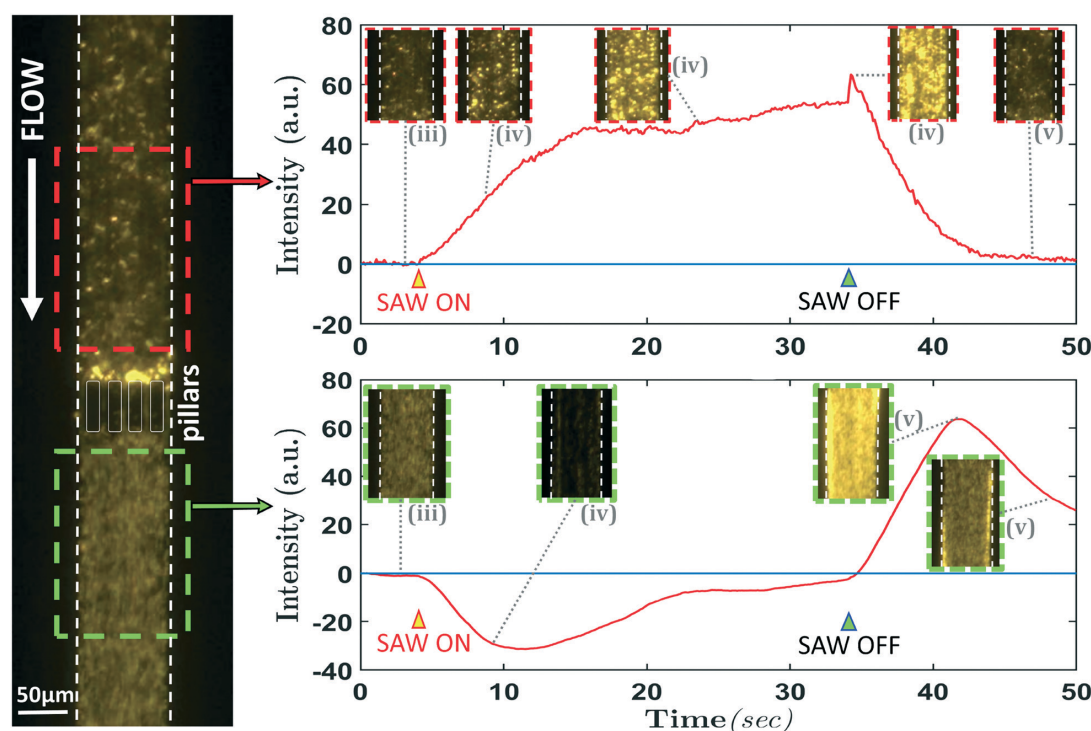 FLOW
pillars
50µm
Intensity (a.u.)
80
60
40
20
0
-20
(iii)
(iv)
(iv)
(iv)
(v)
SAW ON
SAW OFF
0
10
20
30
40
50
Intensity (a.u.)
80
60
40
20
0
-20
-40
(iii)
(iv)
(v)
(v)
SAW ON
SAW OFF
0
10
20
30
40
50
Time(sec)